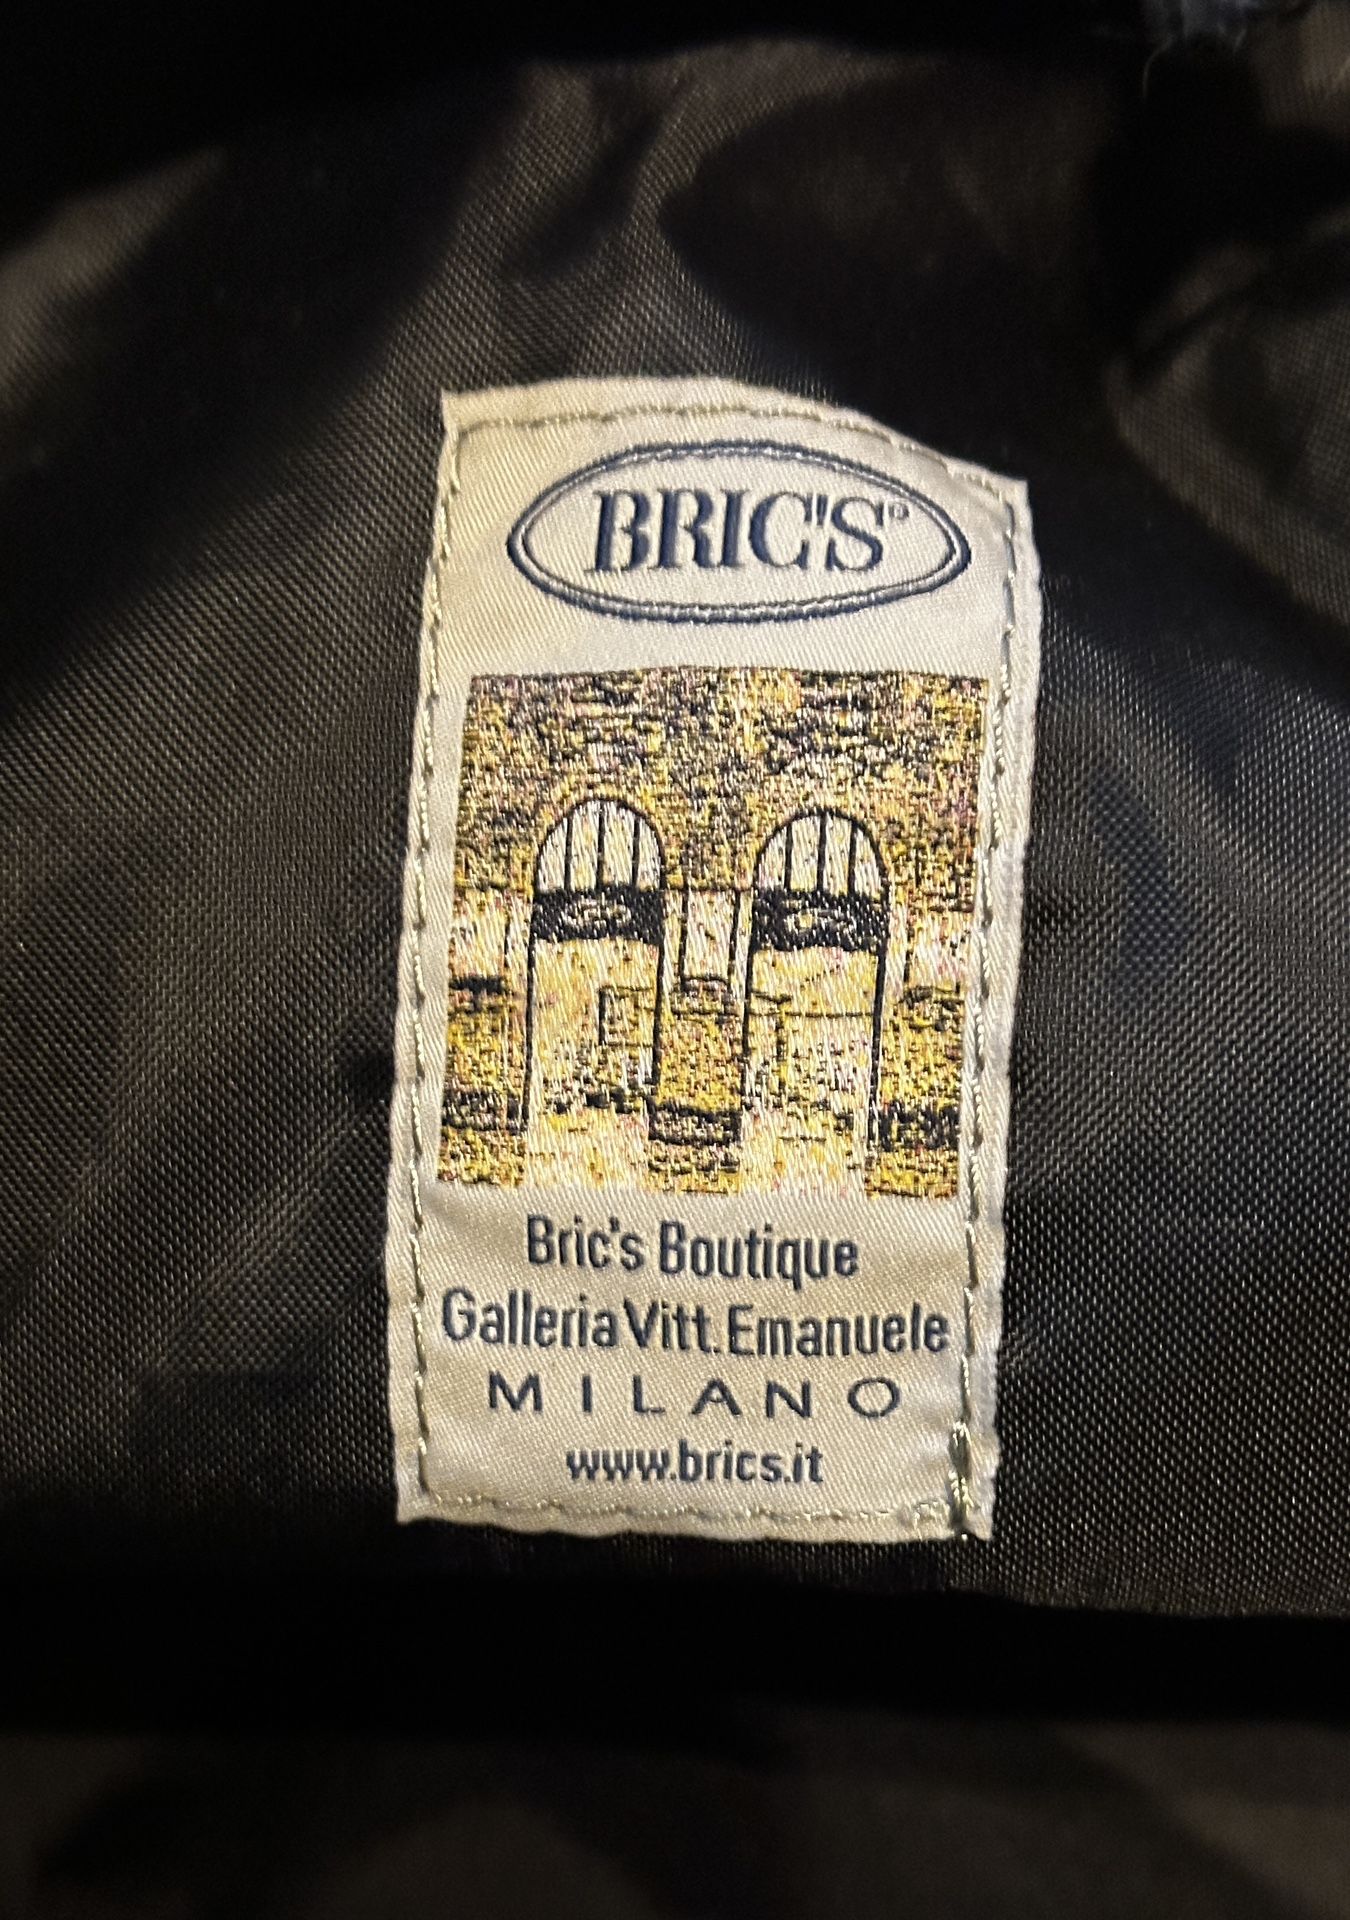 BRIC'S®
Bric's Boutique
Galleria Vitt. Emanuele
MILANO
www.brics.it